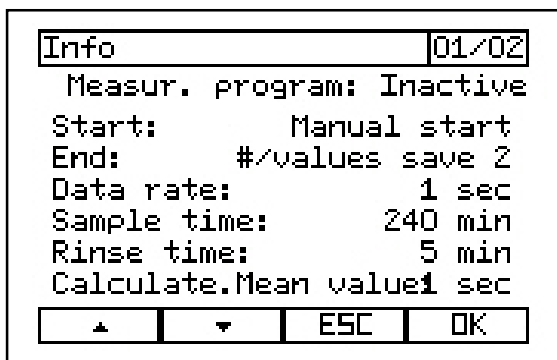 Info 01/02
Measur. program: Inactive
Start: Manual start
End: #/values save 2
Data rate: 1 sec
Sample time: 240 min
Rinse time: 5 min
Calculate.Mean value1 sec
ESC OK